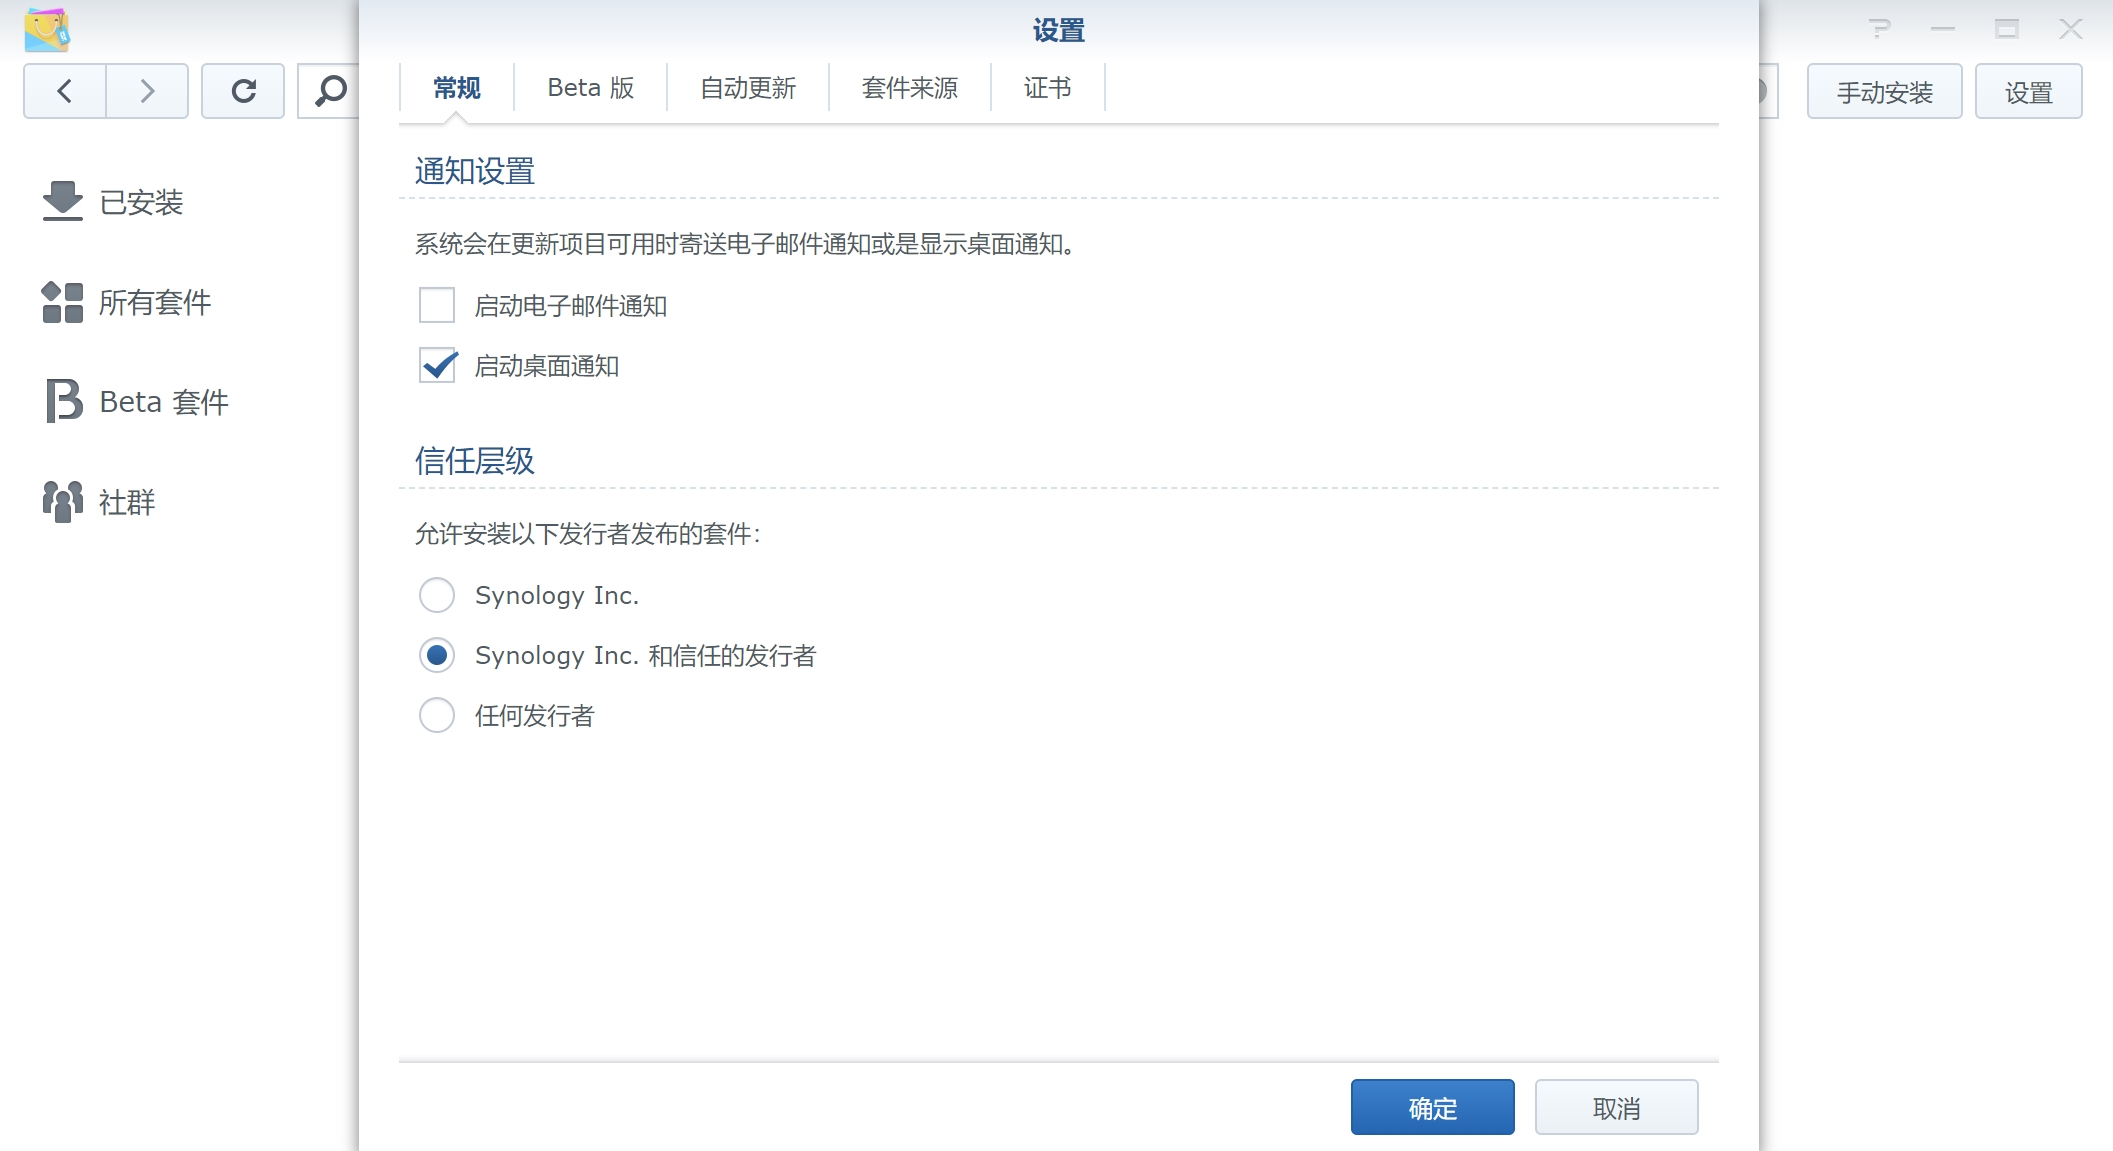 设置
手动安装
设置
已安装
所有套件
Beta 套件
社群
常规
Beta 版
自动更新
套件来源
证书
通知设置
系统会在更新项目可用时寄送电子邮件通知或是显示桌面通知。
启动电子邮件通知
启动桌面通知
信任层级
允许安装以下发行者发布的套件：
Synology Inc.
Synology Inc. 和信任的发行者
任何发行者
确定
取消